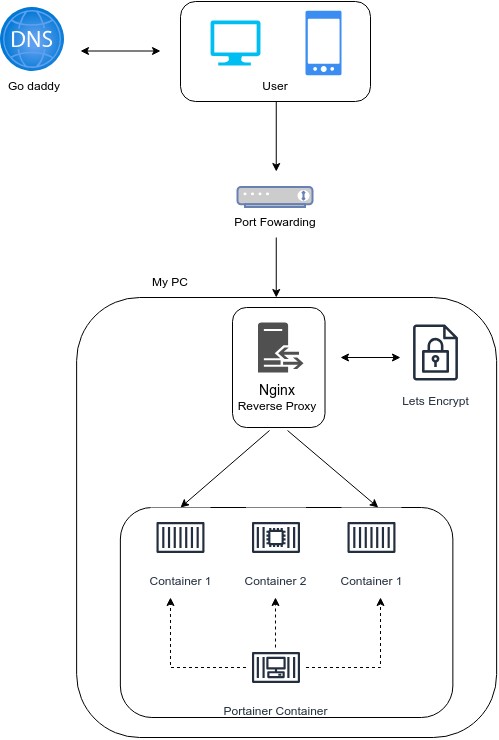 DNS
Go daddy
User
Port Fowarding
My PC
Nginx
Reverse Proxy
Lets Encrypt
Container 1
Container 2
Container 1
Portainer Container